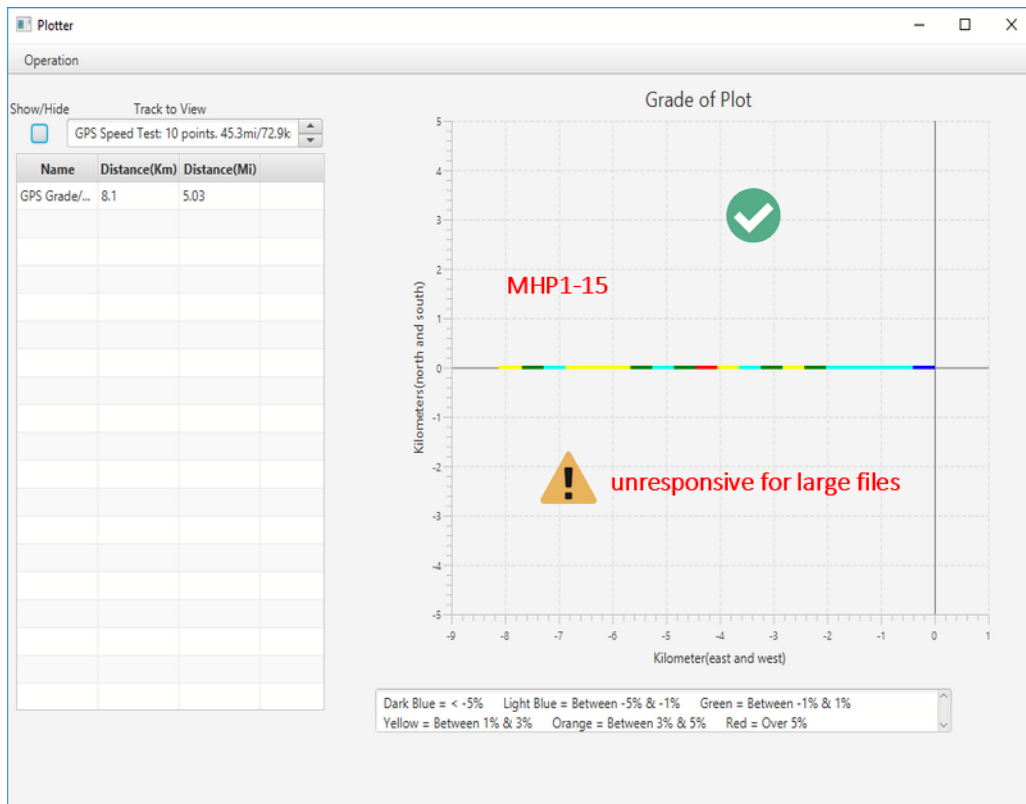 Plotter
Operation
Show/Hide Track to View
GPS Speed Test: 10 points. 45.3mi/72.9k
Name Distance(Km) Distance(Mi)
GPS Grade/... 8.1 5.03
Grade of Plot
5
4
3
2
1
0
-1
-2
-3
-4
-5
Kilometers(north and south)
MHP1-15
unresponsive for large files
-9 -8 -7 -6 -5 -4 -3 -2 -1 0 1
Kilometer(east and west)
Dark Blue = < -5% Light Blue = Between -5% & -1% Green = Between -1% & 1%
Yellow = Between 1% & 3% Orange = Between 3% & 5% Red = Over 5%